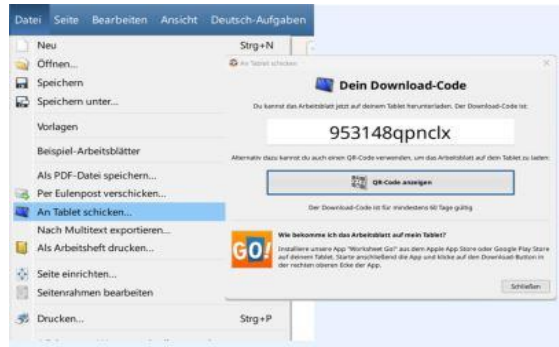 Datei Seite Bearbeiten Ansicht Deutsch-Aufgaben
Neu Strg+N
Öffnen...
Speichern
Speichern unter...
Vorlagen
Beispiel-Arbeitsblätter
Als PDF-Datei speichern...
Per Eulenpost verschicken...
An Tablet schicken...
Nach Multitext exportieren...
Als Arbeitsheft drucken...
Seite einrichten...
Seitenrahmen bearbeiten
Drucken... Strg+P
An Tablet schicken
Dein Download-Code
Du kannst das Arbeitsblatt jetzt auf deinem Tablet herunterladen. Der Download-Code ist:
953148qpnclx
Alternativ dazu kannst du auch einen QR-Code verwenden, um das Arbeitsblatt auf dein Tablet zu laden:
QR-Code anzeigen
Der Download-Code ist für mindestens 60 Tage gültig
GO!
Wie bekomme ich das Arbeitsblatt auf mein Tablet?
Installiere unsere App "Worksheet Go!" aus dem Apple App Store oder Google Play Store
auf deinem Tablet. Starte anschließend die App und klicke auf den Download-Button in
der rechten oberen Ecke der App.
Schließen